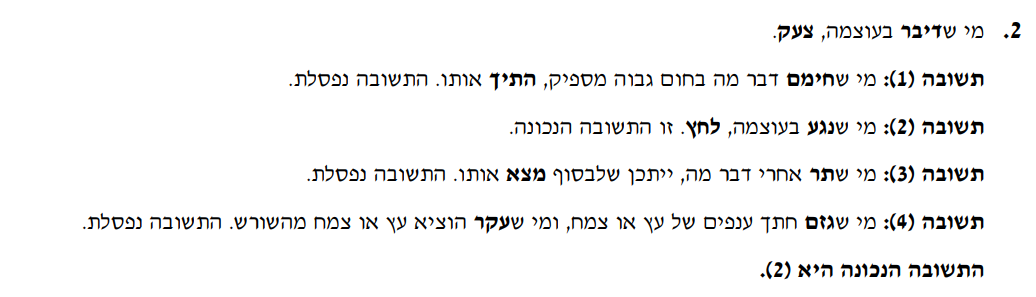 2. מי שדיבר בעוצמה, צעק.
תשובה (1): מי שחימם דבר מה בחום גבוה מספיק, התיך אותו. התשובה נפסלת.
תשובה (2): מי שנגע בעוצמה, לחץ. זו התשובה הנכונה.
תשובה (3): מי שתר אחרי דבר מה, ייתכן שלבסוף מצא אותו. התשובה נפסלת.
תשובה (4): מי שגזם חתך ענפים של עץ או צמח, ומי שעקר הוציא עץ או צמח מהשורש. התשובה נפסלת.
התשובה הנכונה היא (2).